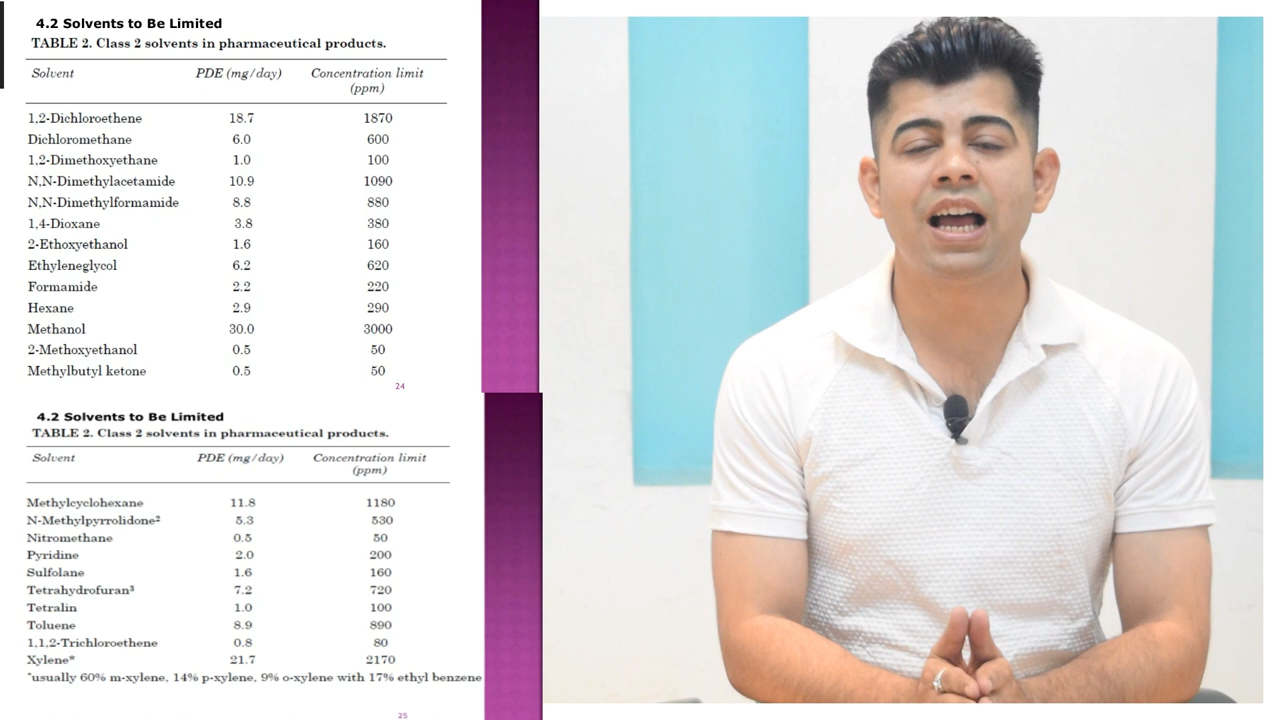 4.2 Solvents to Be Limited
TABLE 2. Class 2 solvents in pharmaceutical products.
Solvent PDE (mg/day) Concentration limit (ppm)
1,2-Dichloroethene 18.7 1870
Dichloromethane 6.0 600
1,2-Dimethoxyethane 1.0 100
N,N-Dimethylacetamide 10.9 1090
N,N-Dimethylformamide 8.8 880
1,4-Dioxane 3.8 380
2-Ethoxyethanol 1.6 160
Ethyleneglycol 6.2 620
Formamide 2.2 220
Hexane 2.9 290
Methanol 30.0 3000
2-Methoxyethanol 0.5 50
Methylbutyl ketone 0.5 50
24
4.2 Solvents to Be Limited
TABLE 2. Class 2 solvents in pharmaceutical products.
Solvent PDE (mg/day) Concentration limit (ppm)
Methylcyclohexane 11.8 1180
N-Methylpyrrolidone² 5.3 530
Nitromethane 0.5 50
Pyridine 2.0 200
Sulfolane 1.6 160
Tetrahydrofuran³ 7.2 720
Tetralin 1.0 100
Toluene 8.9 890
1,1,2-Trichloroethene 0.8 80
Xylene* 21.7 2170
*usually 60% m-xylene, 14% p-xylene, 9% o-xylene with 17% ethyl benzene
25